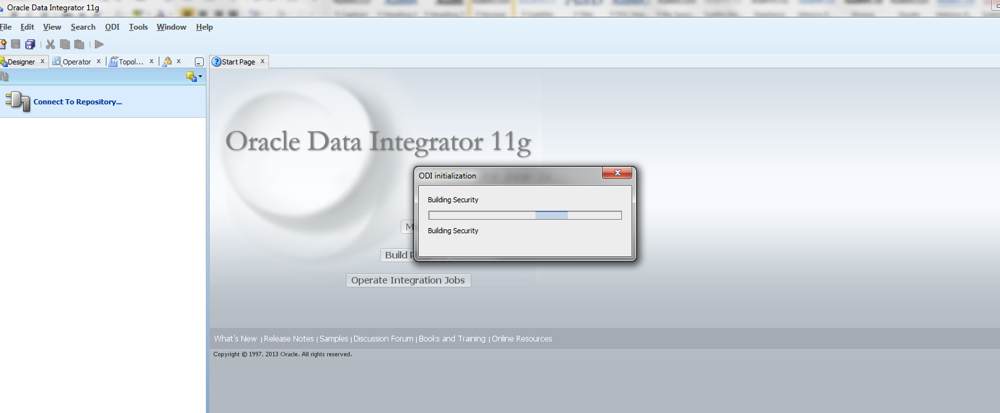 Oracle Data Integrator 11g
File Edit View Search ODI Tools Window Help
Designer x Operator x Topol... x x Start Page x
Connect To Repository...
Oracle Data Integrator 11g
ODI initialization
Building Security
Building Security
Build
Operate Integration Jobs
What's New | Release Notes | Samples | Discussion Forum | Books and Training | Online Resources
Copyright © 1997, 2013 Oracle. All rights reserved.